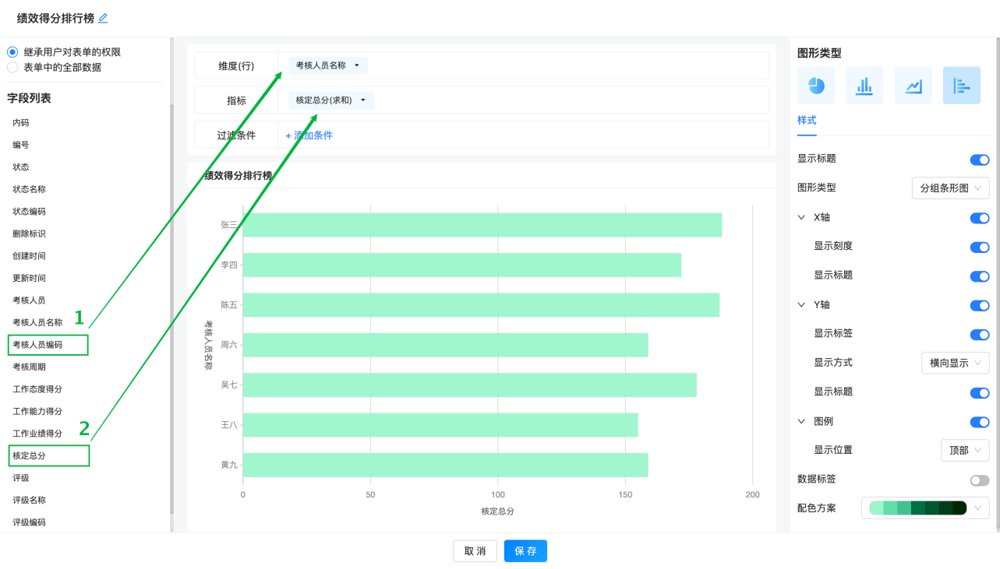 绩效得分排行榜
继承用户对表单的权限
表单中的全部数据
字段列表
内码
编号
状态
状态名称
状态编码
删除标识
创建时间
更新时间
考核人员
考核人员名称
1
考核人员编码
考核周期
工作态度得分
工作能力得分
工作业绩得分
2
核定总分
评级
评级名称
评级编码
维度(行)
考核人员名称
指标
核定总分(求和)
过滤条件
+ 添加条件
绩效得分排行榜
张三
李四
陈五
周六
吴七
王八
黄九
考核人员名称
0 50 100 150 200
核定总分
图形类型
样式
显示标题
图形类型 分组条形图
X轴
显示刻度
显示标题
Y轴
显示标签
显示方式 横向显示
显示标题
图例
显示位置 顶部
数据标签
配色方案
取 消 保 存